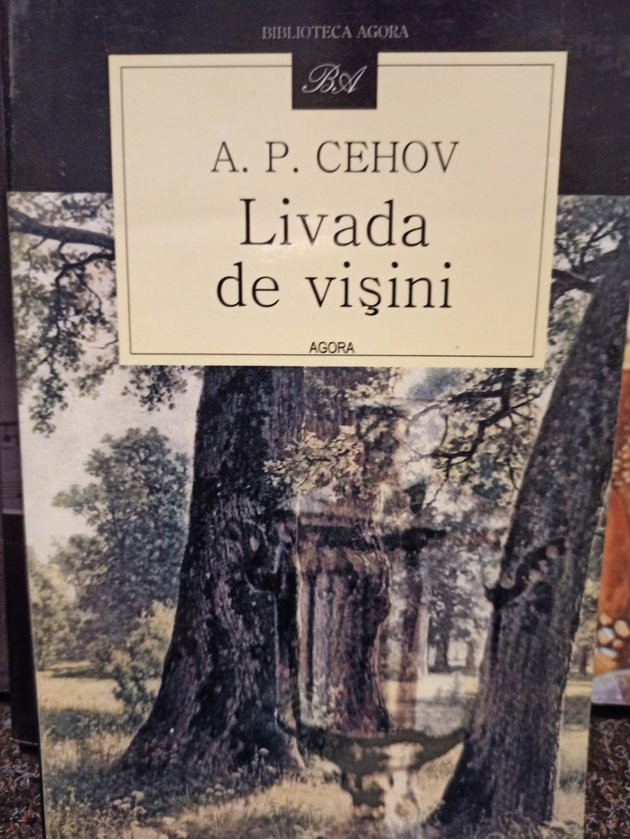 BIBLIOTECA AGORA
BA
A. P. CEHOV
Livada
de vişini
AGORA